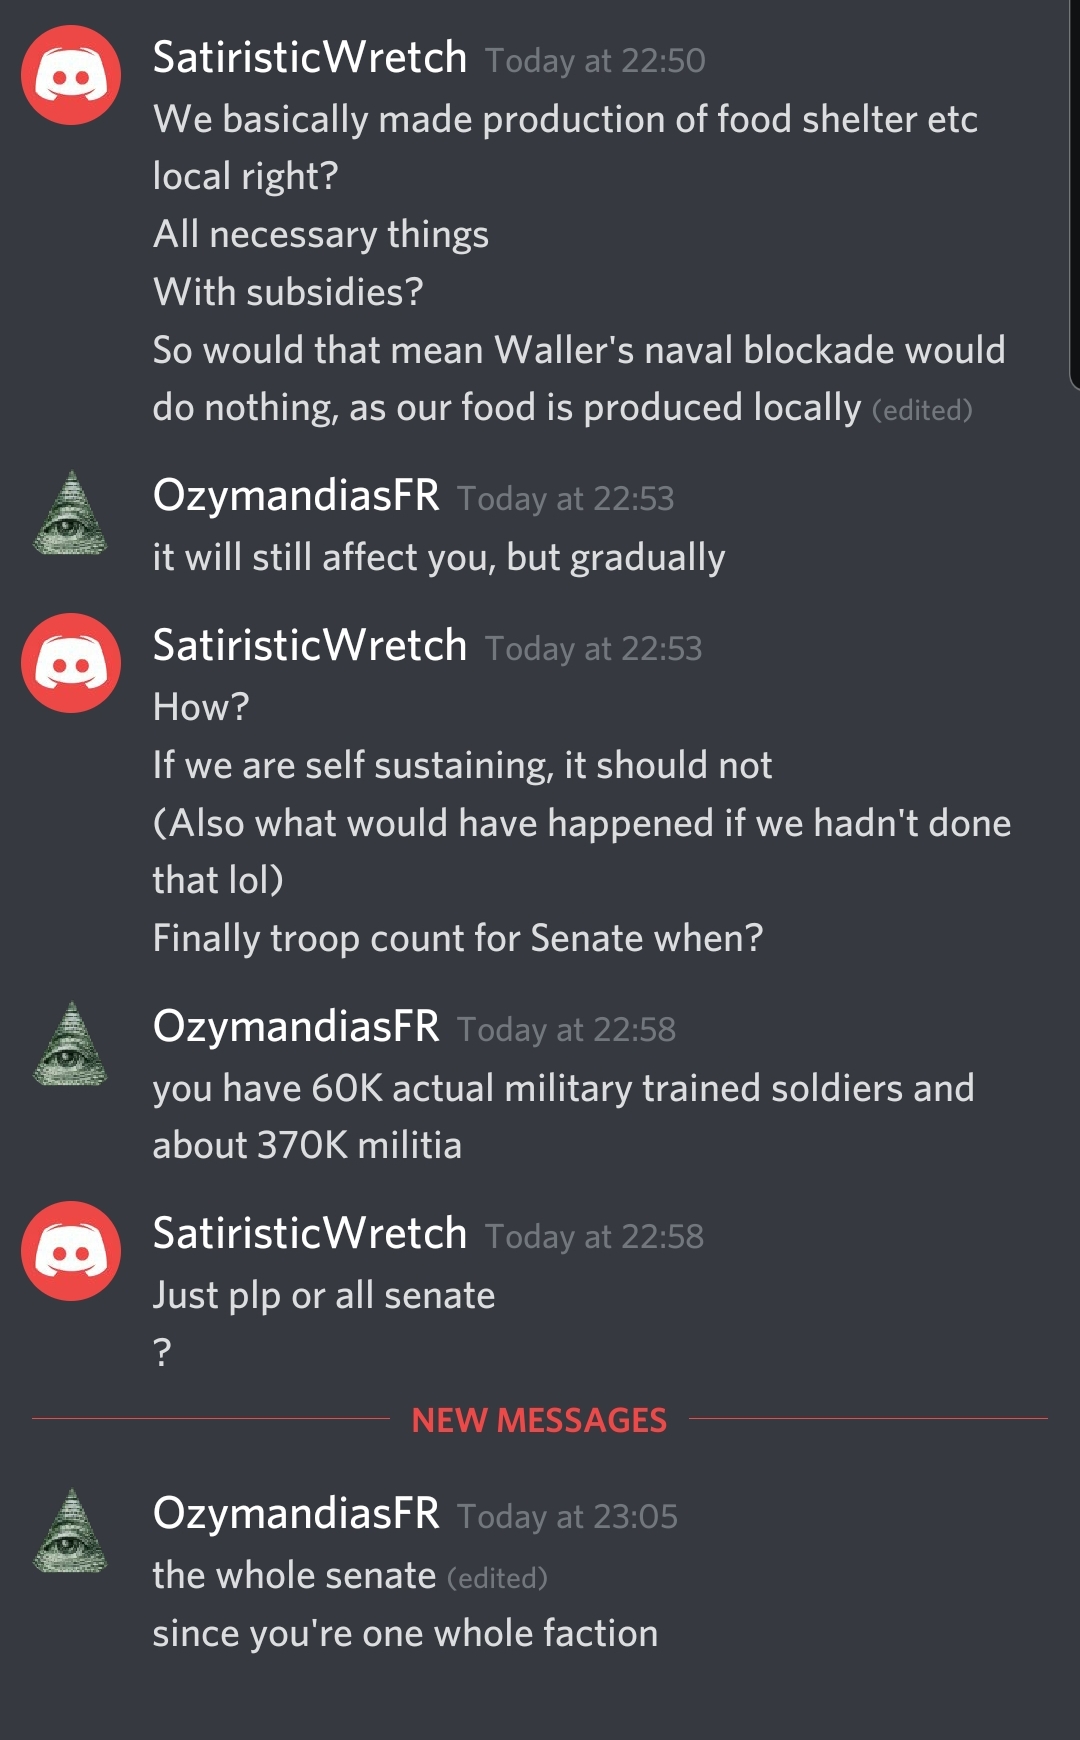 SatiristicWretch Today at 22:50
We basically made production of food shelter etc
local right?
All necessary things
With subsidies?
So would that mean Waller's naval blockade would
do nothing, as our food is produced locally (edited)
OzymandiasFR Today at 22:53
it will still affect you, but gradually
SatiristicWretch Today at 22:53
How?
If we are self sustaining, it should not
(Also what would have happened if we hadn't done
that lol)
Finally troop count for Senate when?
OzymandiasFR Today at 22:58
you have 60K actual military trained soldiers and
about 370K militia
SatiristicWretch Today at 22:58
Just plp or all senate
?
NEW MESSAGES
OzymandiasFR Today at 23:05
the whole senate (edited)
since you're one whole faction